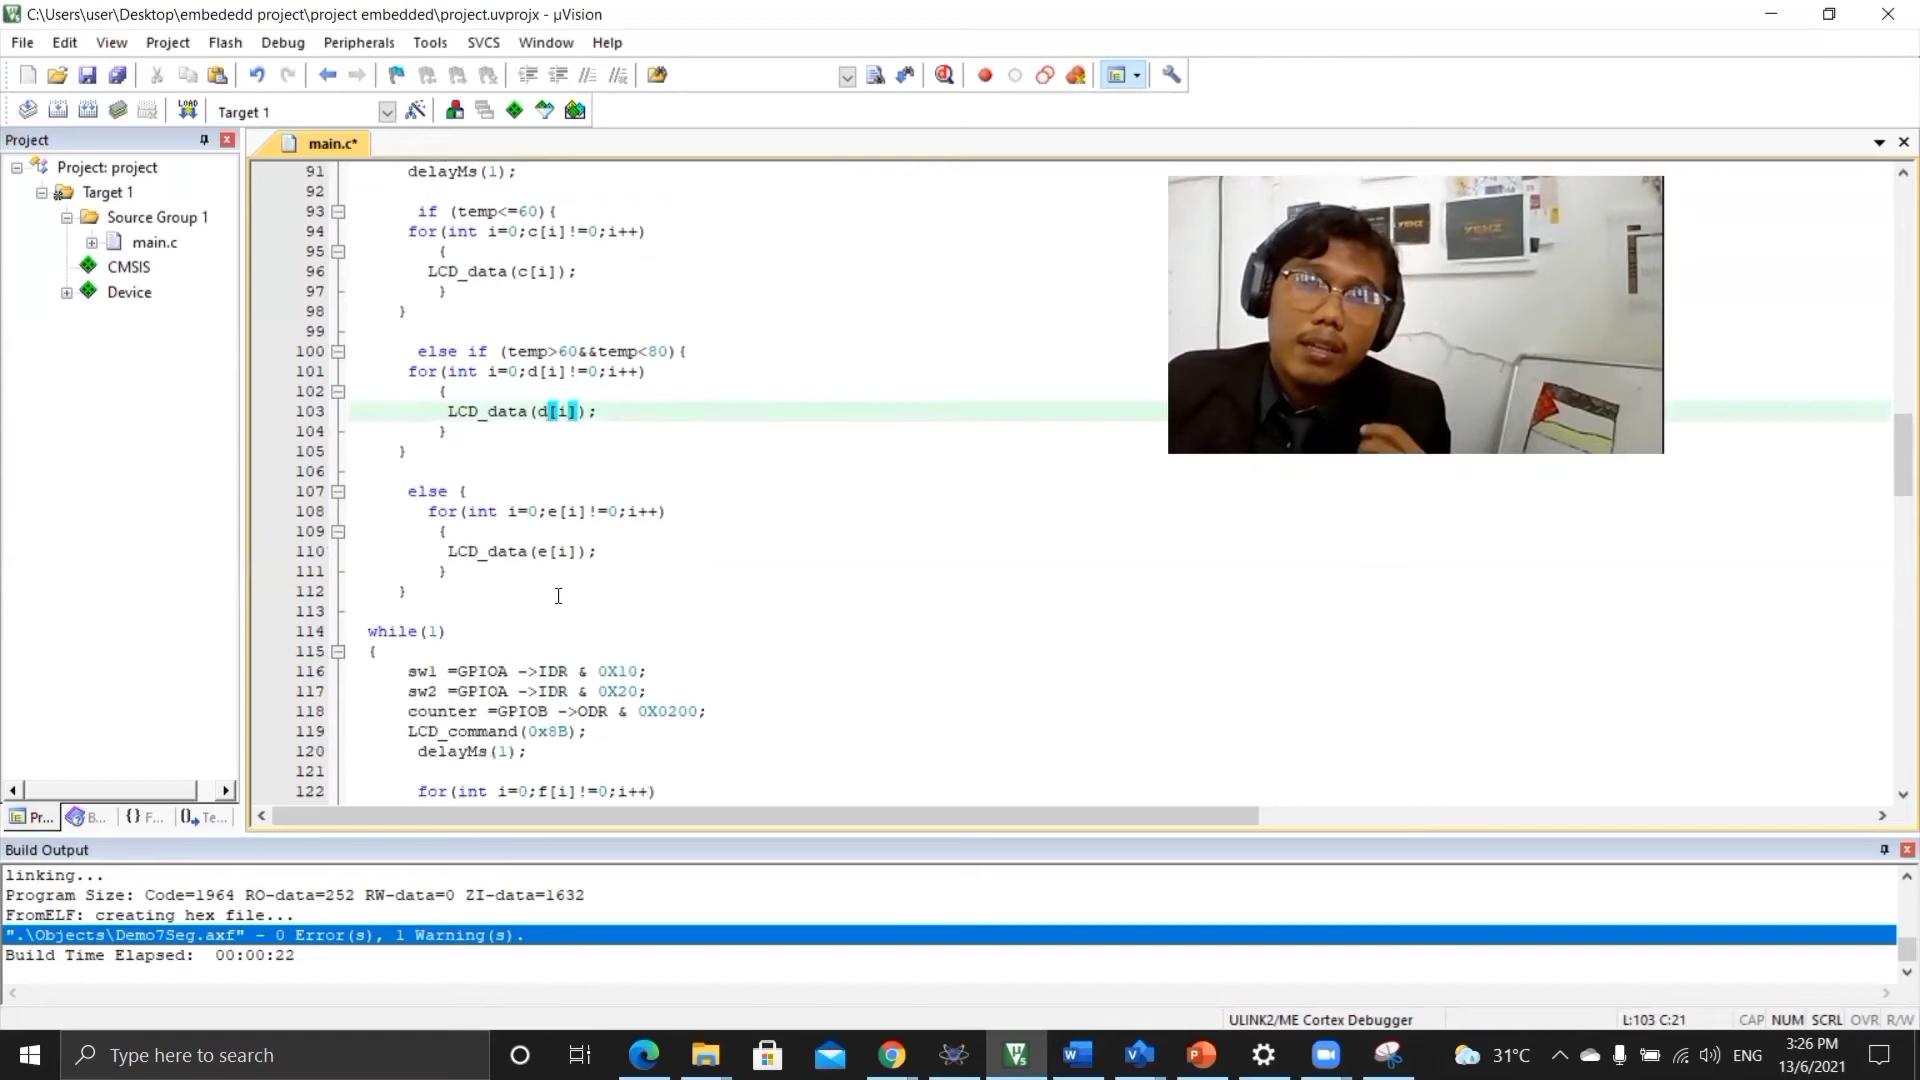 C:\Users\user\Desktop\embededd project\project embedded\project.uvprojx - µVision
File Edit View Project Flash Debug Peripherals Tools SVCS Window Help
LOAD
Target 1
Project
main.c*
Project: project
Target 1
Source Group 1
main.c
CMSIS
Device
91 delayMs(1);
92
93 if (temp<=60){
94 for(int i=0;c[i]!=0;i++)
95 {
96 LCD_data(c[i]);
97 }
98 }
99
100 else if (temp>60&&temp<80){
101 for(int i=0;d[i]!=0;i++)
102 {
103 LCD_data(d[i]);
104 }
105 }
106
107 else {
108 for(int i=0;e[i]!=0;i++)
109 {
110 LCD_data(e[i]);
111 }
112 }
113
114 while(1)
115 {
116 sw1 =GPIOA ->IDR & 0X10;
117 sw2 =GPIOA ->IDR & 0X20;
118 counter =GPIOB ->ODR & 0X0200;
119 LCD_command(0x8B);
120 delayMs(1);
121
122 for(int i=0;f[i]!=0;i++)
Pr... B... {} F... Te...
Build Output
linking...
Program Size: Code=1964 RO-data=252 RW-data=0 ZI-data=1632
FromELF: creating hex file...
".\Objects\Demo7Seg.axf" - 0 Error(s), 1 Warning(s).
Build Time Elapsed: 00:00:22
ULINK2/ME Cortex Debugger L:103 C:21 CAP NUM SCRL OVR R/W
Type here to search
31°C ENG 3:26 PM
13/6/2021